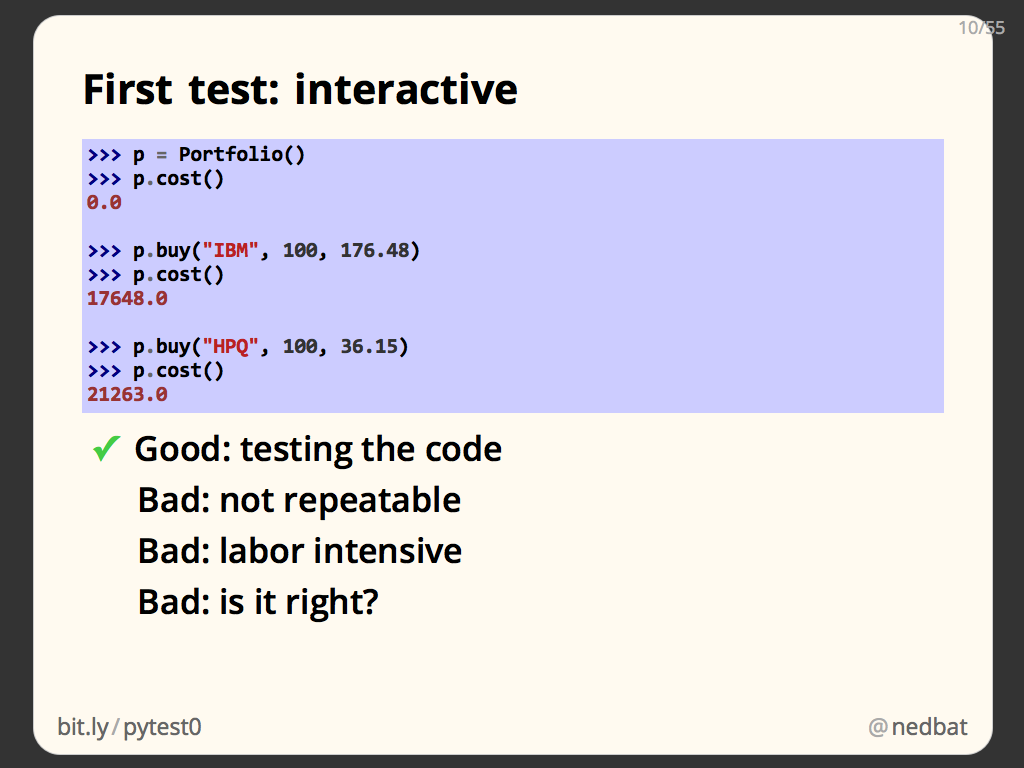 10/55
First test: interactive
>>> p = Portfolio()
>>> p.cost()
0.0
>>> p.buy("IBM", 100, 176.48)
>>> p.cost()
17648.0
>>> p.buy("HPQ", 100, 36.15)
>>> p.cost()
21263.0
✓ Good: testing the code
Bad: not repeatable
Bad: labor intensive
Bad: is it right?
bit.ly/pytest0
@nedbat